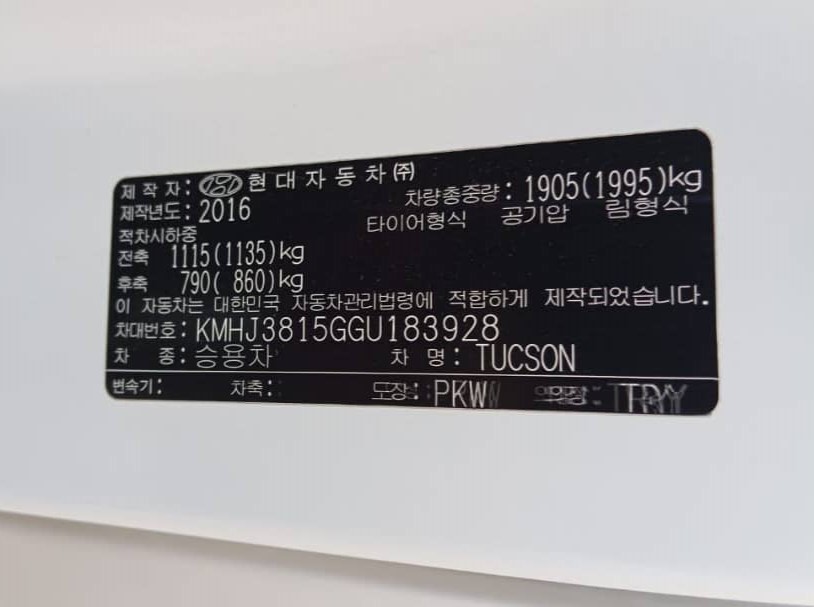 제 작 자: 현 대 자 동 차 ㈜
제작년도: 2016 차량총중량: 1905(1995)kg
타이어형식 공기압 림형식
적차시하중
전축 1115(1135)kg
후축 790( 860)kg
이 자동차는 대한민국 자동차관리법령에 적합하게 제작되었습니다.
차대번호: KMHJ3815GGU183928
차 종: 승용차 차 명: TUCSON
변속기: 차축: 도장: PKW